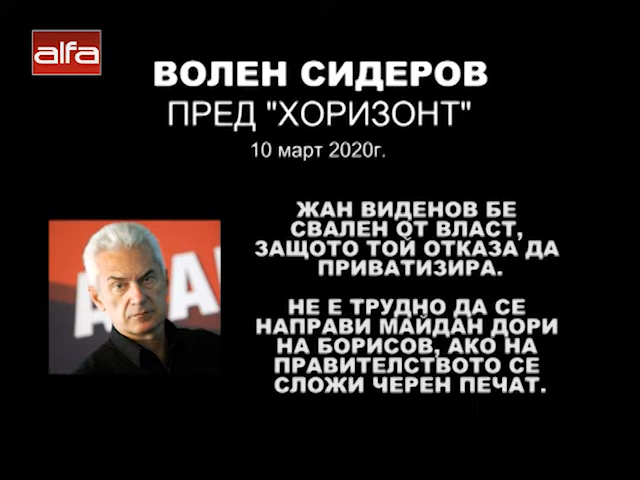 alfa
ВОЛЕН СИДЕРОВ
ПРЕД "ХОРИЗОНТ"
10 март 2020г.
ЖАН ВИДЕНОВ БЕ
СВАЛЕН ОТ ВЛАСТ,
ЗАЩОТО ТОЙ ОТКАЗА ДА
ПРИВАТИЗИРА.
НЕ Е ТРУДНО ДА СЕ
НАПРАВИ МАЙДАН ДОРИ
НА БОРИСОВ, АКО НА
ПРАВИТЕЛСТВОТО СЕ
СЛОЖИ ЧЕРЕН ПЕЧАТ.